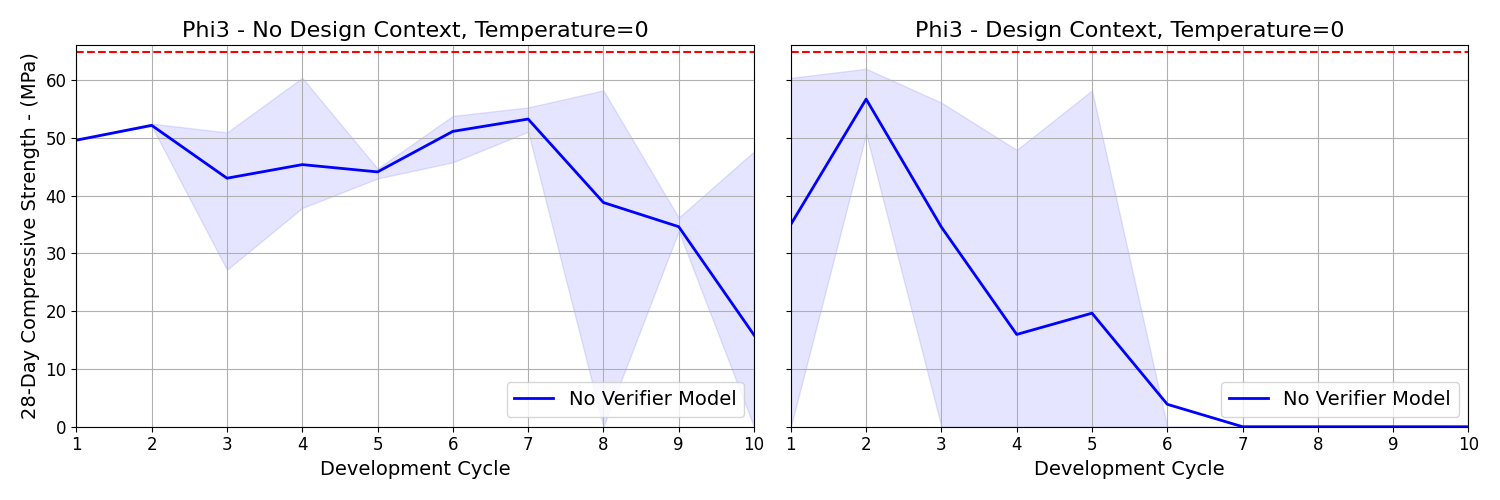 Phi3 - No Design Context, Temperature=0
28-Day Compressive Strength - (MPa)
60
50
40
30
20
10
0
No Verifier Model
1 2 3 4 5 6 7 8 9 10
Development Cycle
Phi3 - Design Context, Temperature=0
No Verifier Model
1 2 3 4 5 6 7 8 9 10
Development Cycle